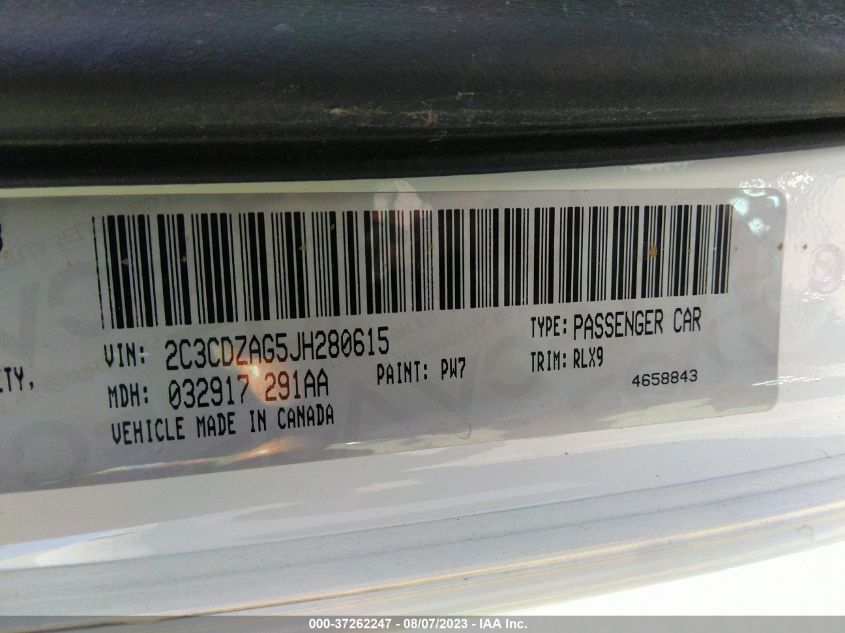 VIN: 2C3CDZAG5JH280615
TYPE: PASSENGER CAR
MDH: 032917 291AA
PAINT: PW7
TRIM: RLX9
4658843
VEHICLE MADE IN CANADA
000-37262247 - 08/07/2023 - © IAA Inc.